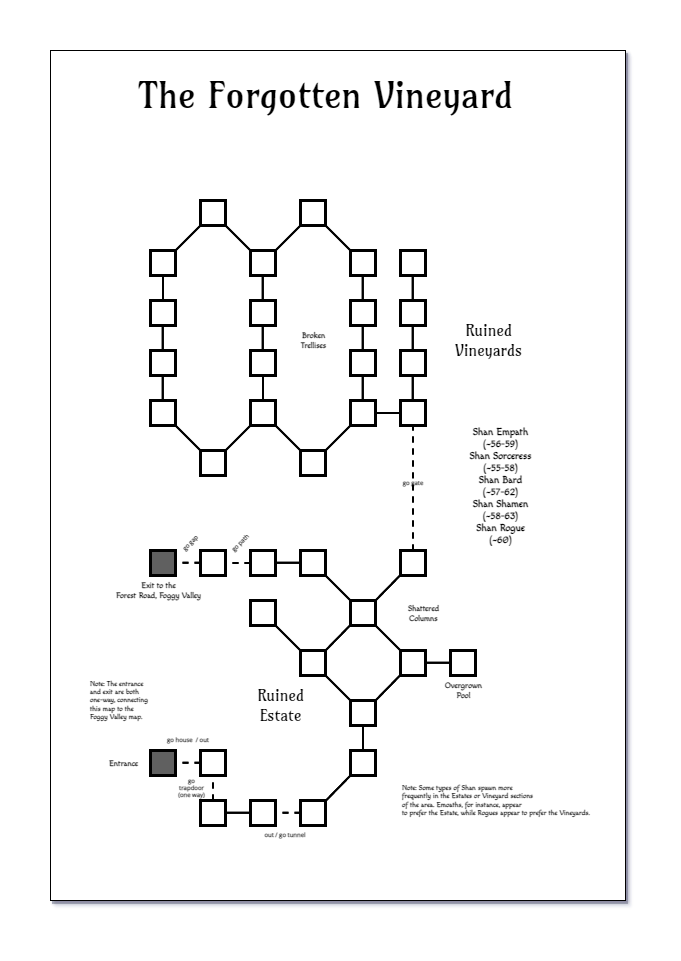 The Forgotten Vineyard
Broken
Trellises
Ruined
Vineyards
Shan Empath
(~56-59)
Shan Sorceress
(~55-58)
Shan Bard
(~57-62)
Shan Shamen
(~58-63)
Shan Rogue
(~60)
go gate
go gap
go path
Exit to the
Forest Road, Foggy Valley
Shattered
Columns
Overgrown
Pool
Note: The entrance
and exit are both
one-way, connecting
this map to the
Foggy Valley map.
Ruined
Estate
go house / out
Entrance
go
trapdoor
(one way)
out / go tunnel
Note: Some types of Shan spawn more
frequently in the Estates or Vineyard sections
of the area. Emoaths, for instance, appear
to prefer the Estate, while Rogues appear to prefer the Vineyards.